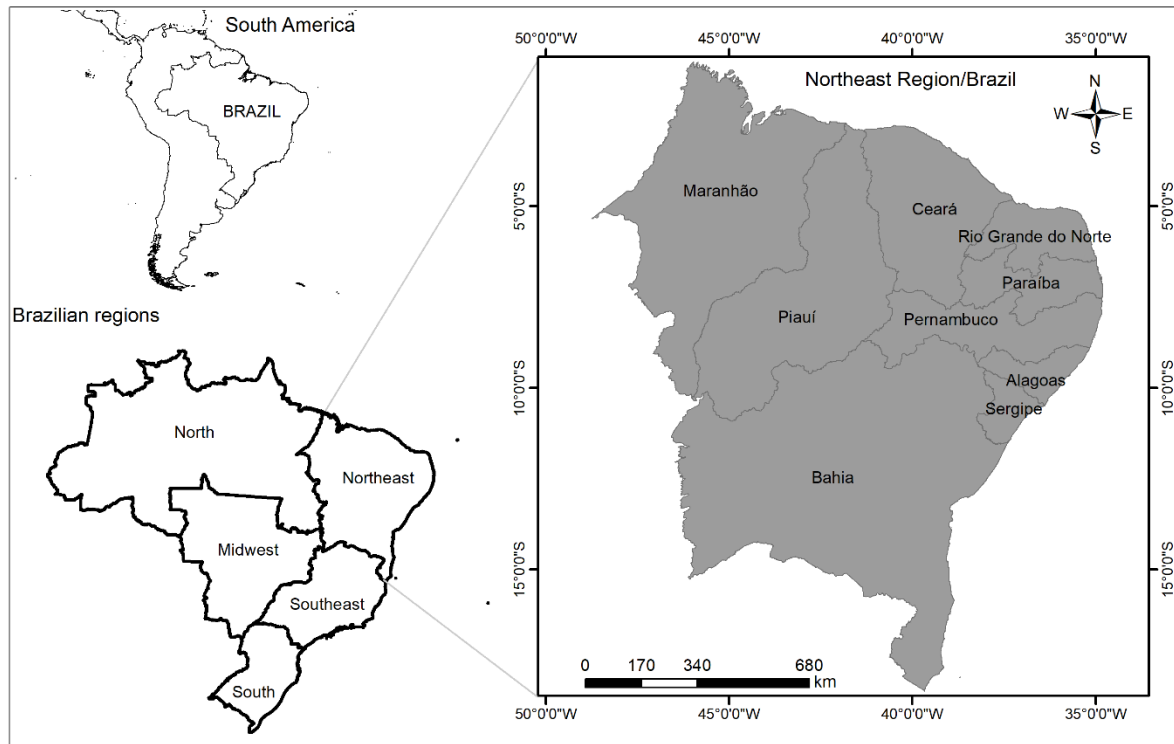 South America
BRAZIL
Brazilian regions
North
Northeast
Midwest
Southeast
South
50°0'0"W 45°0'0"W 40°0'0"W 35°0'0"W
Northeast Region/Brazil
N
W E
S
Maranhão
Ceará
Rio Grande do Norte
Paraíba
Piauí
Pernambuco
Alagoas
Sergipe
Bahia
5°0'0"S
10°0'0"S
15°0'0"S
5°0'0"S
10°0'0"S
15°0'0"S
0 170 340 680
km
50°0'0"W 45°0'0"W 40°0'0"W 35°0'0"W